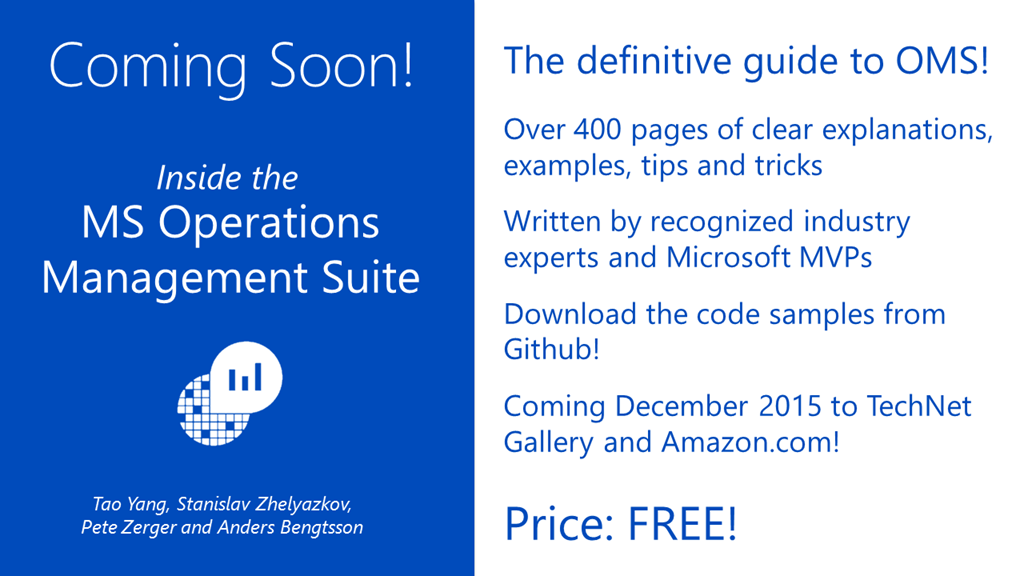 Coming Soon!
Inside the
MS Operations
Management Suite
Tao Yang, Stanislav Zhelyazkov,
Pete Zerger and Anders Bengtsson
The definitive guide to OMS!
Over 400 pages of clear explanations,
examples, tips and tricks
Written by recognized industry
experts and Microsoft MVPs
Download the code samples from
Github!
Coming December 2015 to TechNet
Gallery and Amazon.com!
Price: FREE!